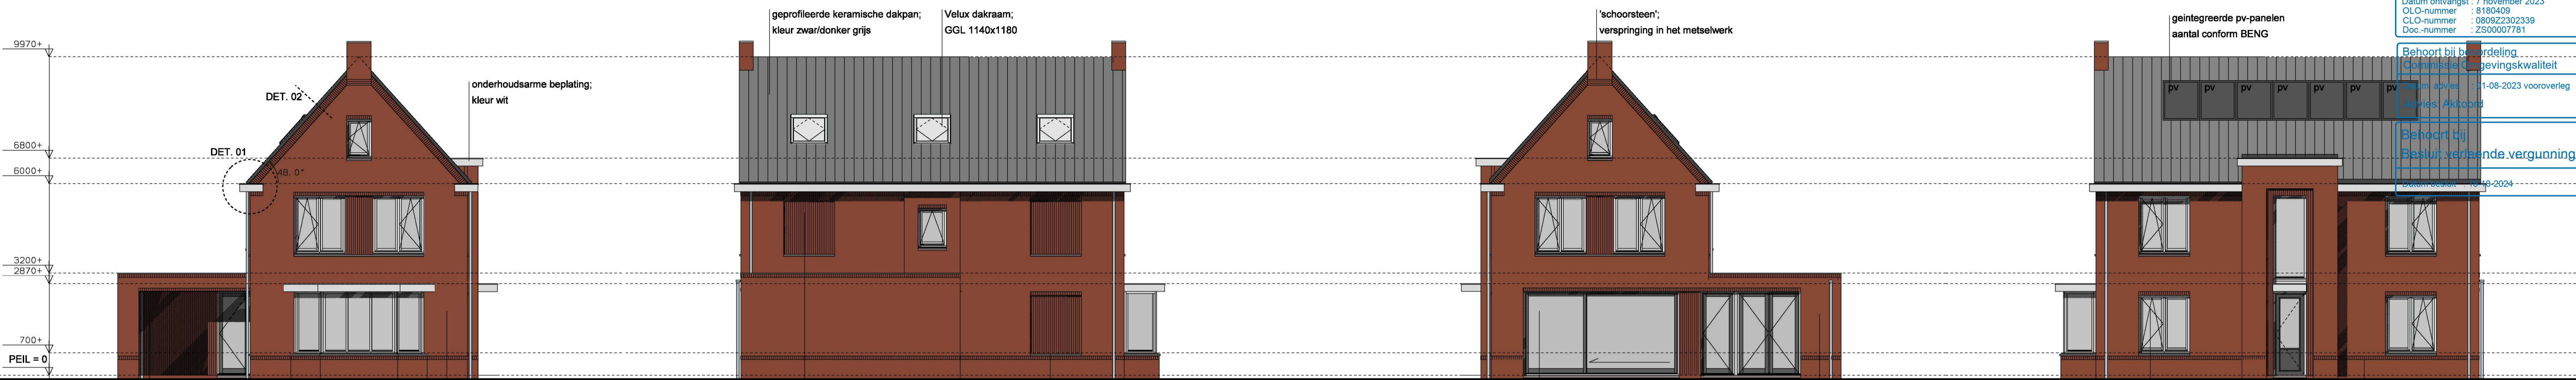 9970+
6800+
6000+
3200+
2870+
700+
PEIL = 0
DET. 02
DET. 01
48. 0°
onderhoudsarme beplating;
kleur wit
geprofileerde keramische dakpan;
kleur zwar/donker grijs
Velux dakraam;
GGL 1140x1180
'schoorsteen';
verspringing in het metselwerk
geintegreerde pv-panelen
aantal conform BENG
pv pv pv pv pv pv pv
Datum ontvangst : 7 november 2023
OLO-nummer : 8180409
CLO-nummer : 0809Z2302339
Doc.-nummer : ZS00007781
Behoort bij beoordeling
Commissie Omgevingskwaliteit
Datum advies : 21-08-2023 vooroverleg
Advies: Akkoord
Behoort bij
Besluit verleende vergunning
Datum besluit :